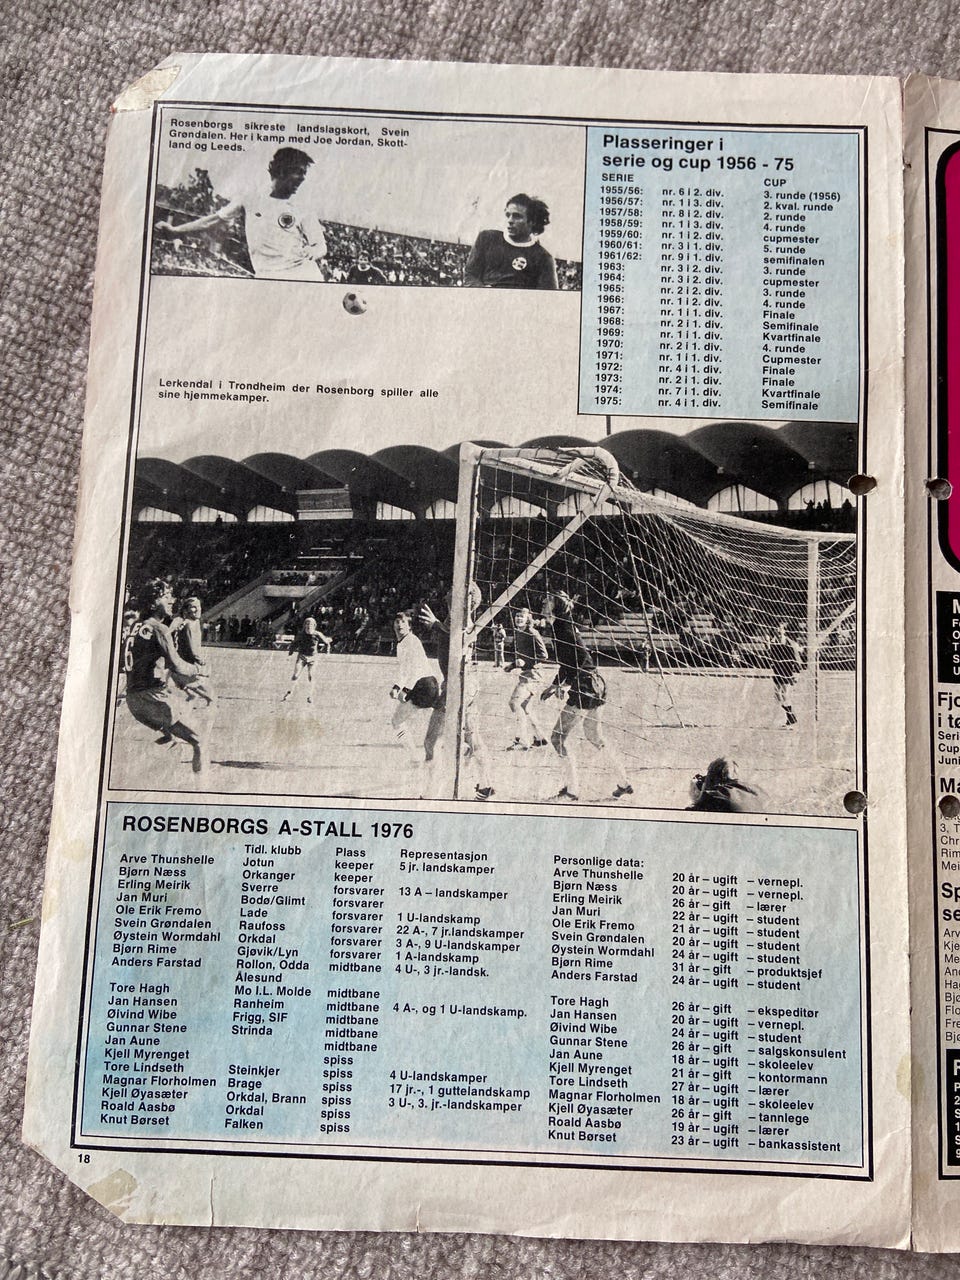 Rosenborgs sikreste landslagskort, Svein
Grøndalen. Her i kamp med Joe Jordan, Skott-
land og Leeds.
Plasseringer i
serie og cup 1956 - 75
SERIE CUP
1955/56: nr. 6 i 2. div. 3. runde (1956)
1956/57: nr. 1 i 3. div. 2. kval. runde
1957/58: nr. 8 i 2. div. 2. runde
1958/59: nr. 1 i 3. div. 4. runde
1959/60: nr. 1 i 2. div. cupmester
1960/61: nr. 3 i 1. div. 5. runde
1961/62: nr. 9 i 1. div. semifinalen
1963: nr. 3 i 2. div. 3. runde
1964: nr. 3 i 2. div. cupmester
1965: nr. 2 i 2. div. 3. runde
1966: nr. 1 i 2. div. 4. runde
1967: nr. 1 i 1. div. Finale
1968: nr. 2 i 1. div. Semifinale
1969: nr. 1 i 1. div. Kvartfinale
1970: nr. 2 i 1. div. 4. runde
1971: nr. 1 i 1. div. Cupmester
1972: nr. 4 i 1. div. Finale
1973: nr. 2 i 1. div. Finale
1974: nr. 7 i 1. div. Kvartfinale
1975: nr. 4 i 1. div. Semifinale
Lerkendal i Trondheim der Rosenborg spiller alle
sine hjemmekamper.
ROSENBORGS A-STALL 1976
Tidl. klubb Plass Representasjon
Arve Thunshelle Jotun keeper 5 jr. landskamper
Bjørn Næss Orkanger keeper
Erling Meirik Sverre forsvarer 13 A – landskamper
Jan Muri Bodø/Glimt forsvarer
Ole Erik Fremo Lade forsvarer 1 U-landskamp
Svein Grøndalen Raufoss forsvarer 22 A-, 7 jr.landskamper
Øystein Wormdahl Orkdal forsvarer 3 A-, 9 U-landskamper
Bjørn Rime Gjøvik/Lyn forsvarer 1 A-landskamp
Anders Farstad Rollon, Odda midtbane 4 U-, 3 jr.-landsk.
Ålesund
Tore Hagh Mo I.L. Molde midtbane
Jan Hansen Ranheim midtbane 4 A-, og 1 U-landskamp.
Øivind Wibe Frigg, SIF midtbane
Gunnar Stene Strinda midtbane
Jan Aune midtbane
Kjell Myrenget spiss
Tore Lindseth Steinkjer spiss 4 U-landskamper
Magnar Florholmen Brage spiss 17 jr.-, 1 guttelandskamp
Kjell Øyasæter Orkdal, Brann spiss 3 U-, 3. jr.-landskamper
Roald Aasbø Orkdal spiss
Knut Børset Falken spiss
Personlige data:
Arve Thunshelle 20 år – ugift – vernepl.
Bjørn Næss 20 år – ugift – vernepl.
Erling Meirik 26 år – gift – lærer
Jan Muri 22 år – ugift – student
Ole Erik Fremo 21 år – ugift – student
Svein Grøndalen 20 år – ugift – student
Øystein Wormdahl 24 år – ugift – student
Bjørn Rime 31 år – gift – produktsjef
Anders Farstad 24 år – ugift – student
Tore Hagh 26 år – gift – ekspeditør
Jan Hansen 20 år – ugift – vernepl.
Øivind Wibe 24 år – ugift – student
Gunnar Stene 26 år – gift – salgskonsulent
Jan Aune 18 år – ugift – skoleelev
Kjell Myrenget 21 år – gift – kontormann
Tore Lindseth 27 år – gift – lærer
Magnar Florholmen 18 år – ugift – skoleelev
Kjell Øyasæter 26 år – gift – tannlege
Roald Aasbø 19 år – ugift – lærer
Knut Børset 23 år – ugift – bankassistent
18